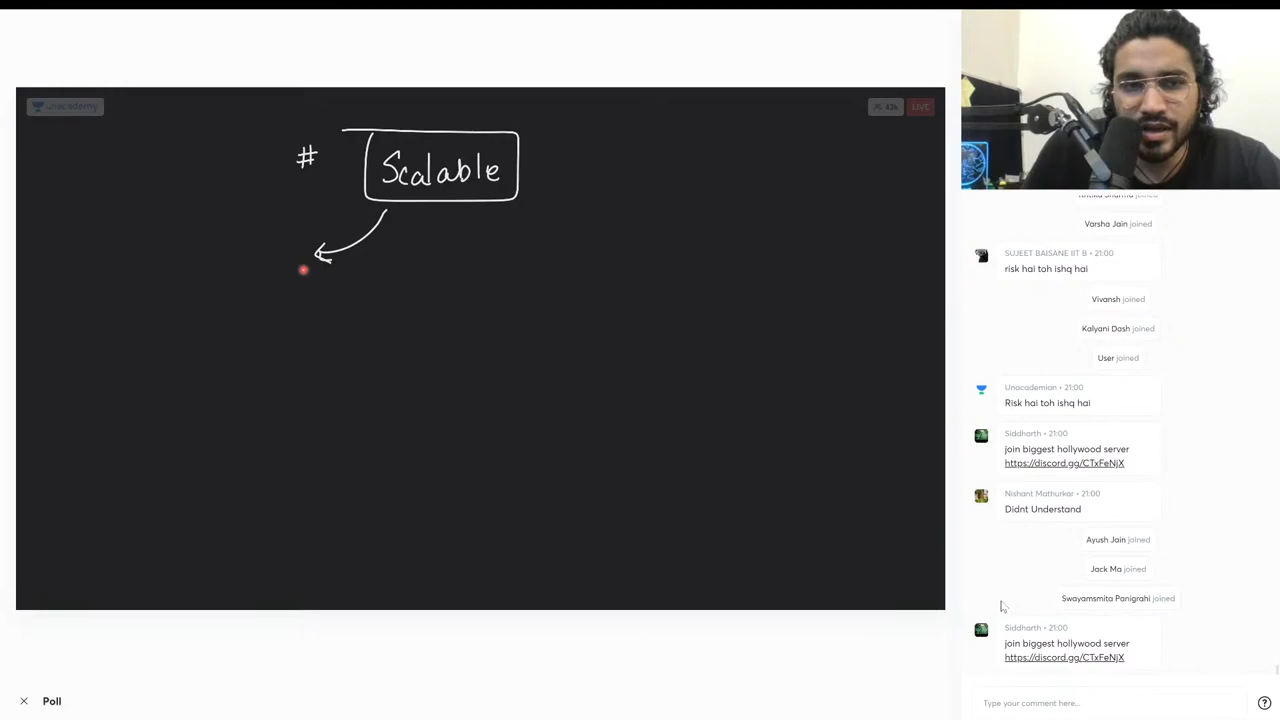 unacademy
43k
LIVE
# Scalable
Varsha Jain joined
SUJEET BAISANE IIT B • 21:00
risk hai toh ishq hai
Vivansh joined
Kalyani Dash joined
User joined
Unacademian • 21:00
Risk hai toh ishq hai
Siddharth • 21:00
join biggest hollywood server
https://discord.gg/CTxFeNjX
Nishant Mathurkar • 21:00
Didnt Understand
Ayush Jain joined
Jack Ma joined
Swayamsmita Panigrahi joined
Siddharth • 21:00
join biggest hollywood server
https://discord.gg/CTxFeNjX
Poll
Type your comment here...
?